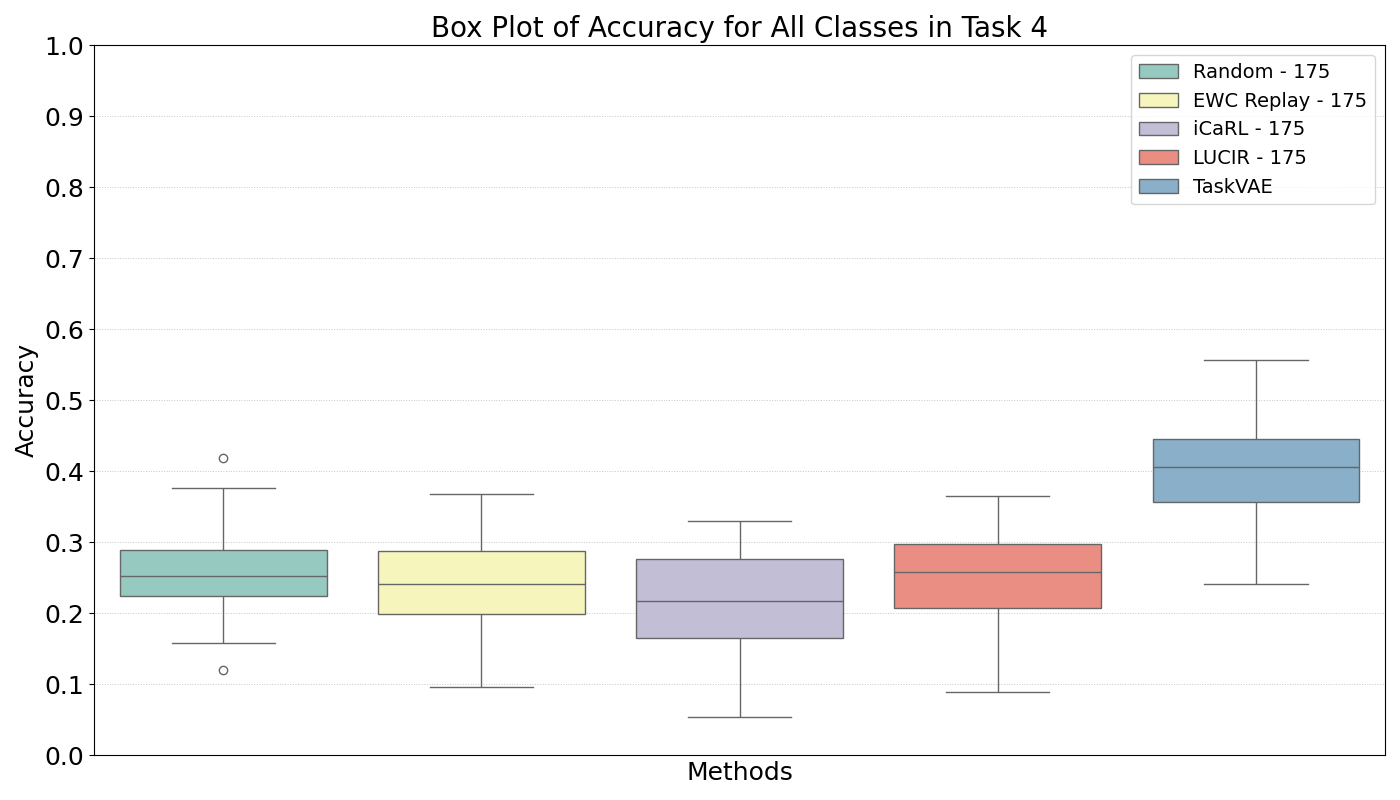 Box Plot of Accuracy for All Classes in Task 4
1.0
0.9
0.8
0.7
0.6
0.5
0.4
0.3
0.2
0.1
0.0
Accuracy
Methods
Random - 175
EWC Replay - 175
iCaRL - 175
LUCIR - 175
TaskVAE